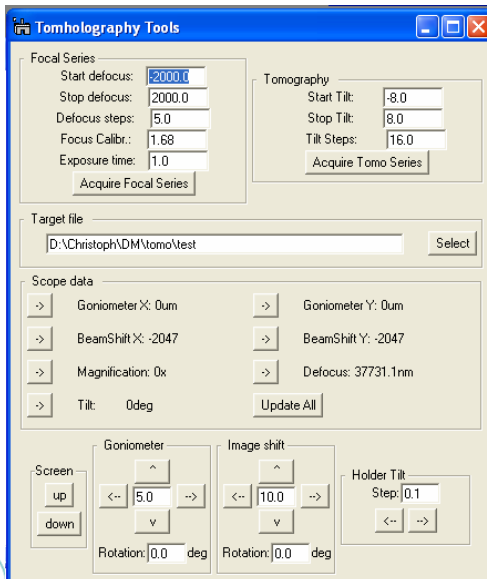 Tomholography Tools
Focal Series
Start defocus: -2000.0
Stop defocus: 2000.0
Defocus steps: 5.0
Focus Calibr.: 1.68
Exposure time: 1.0
Acquire Focal Series
Tomography
Start Tilt: -8.0
Stop Tilt: 8.0
Tilt Steps: 16.0
Acquire Tomo Series
Target file
D:\Christoph\DM\tomo\test Select
Scope data
-> Goniometer X: 0um -> Goniometer Y: 0um
-> BeamShift X: -2047 -> BeamShift Y: -2047
-> Magnification: 0x -> Defocus: 37731.1nm
-> Tilt: 0deg Update All
Screen
up
down
Goniometer
^
<-- 5.0 -->
v
Rotation: 0.0 deg
Image shift
^
<-- 10.0 -->
v
Rotation: 0.0 deg
Holder Tilt
Step: 0.1
<-- -->